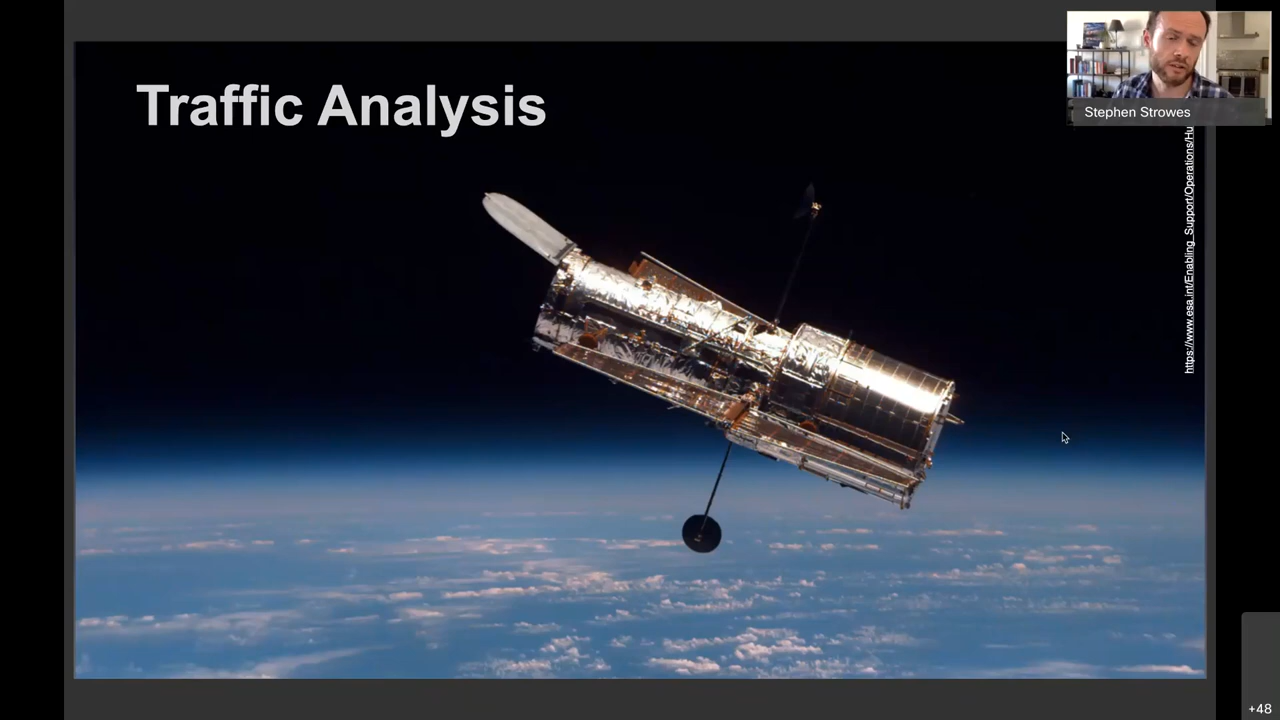 Traffic Analysis
Stephen Strowes
https://www.esa.int/Enabling_Support/Operations/Hu
+48